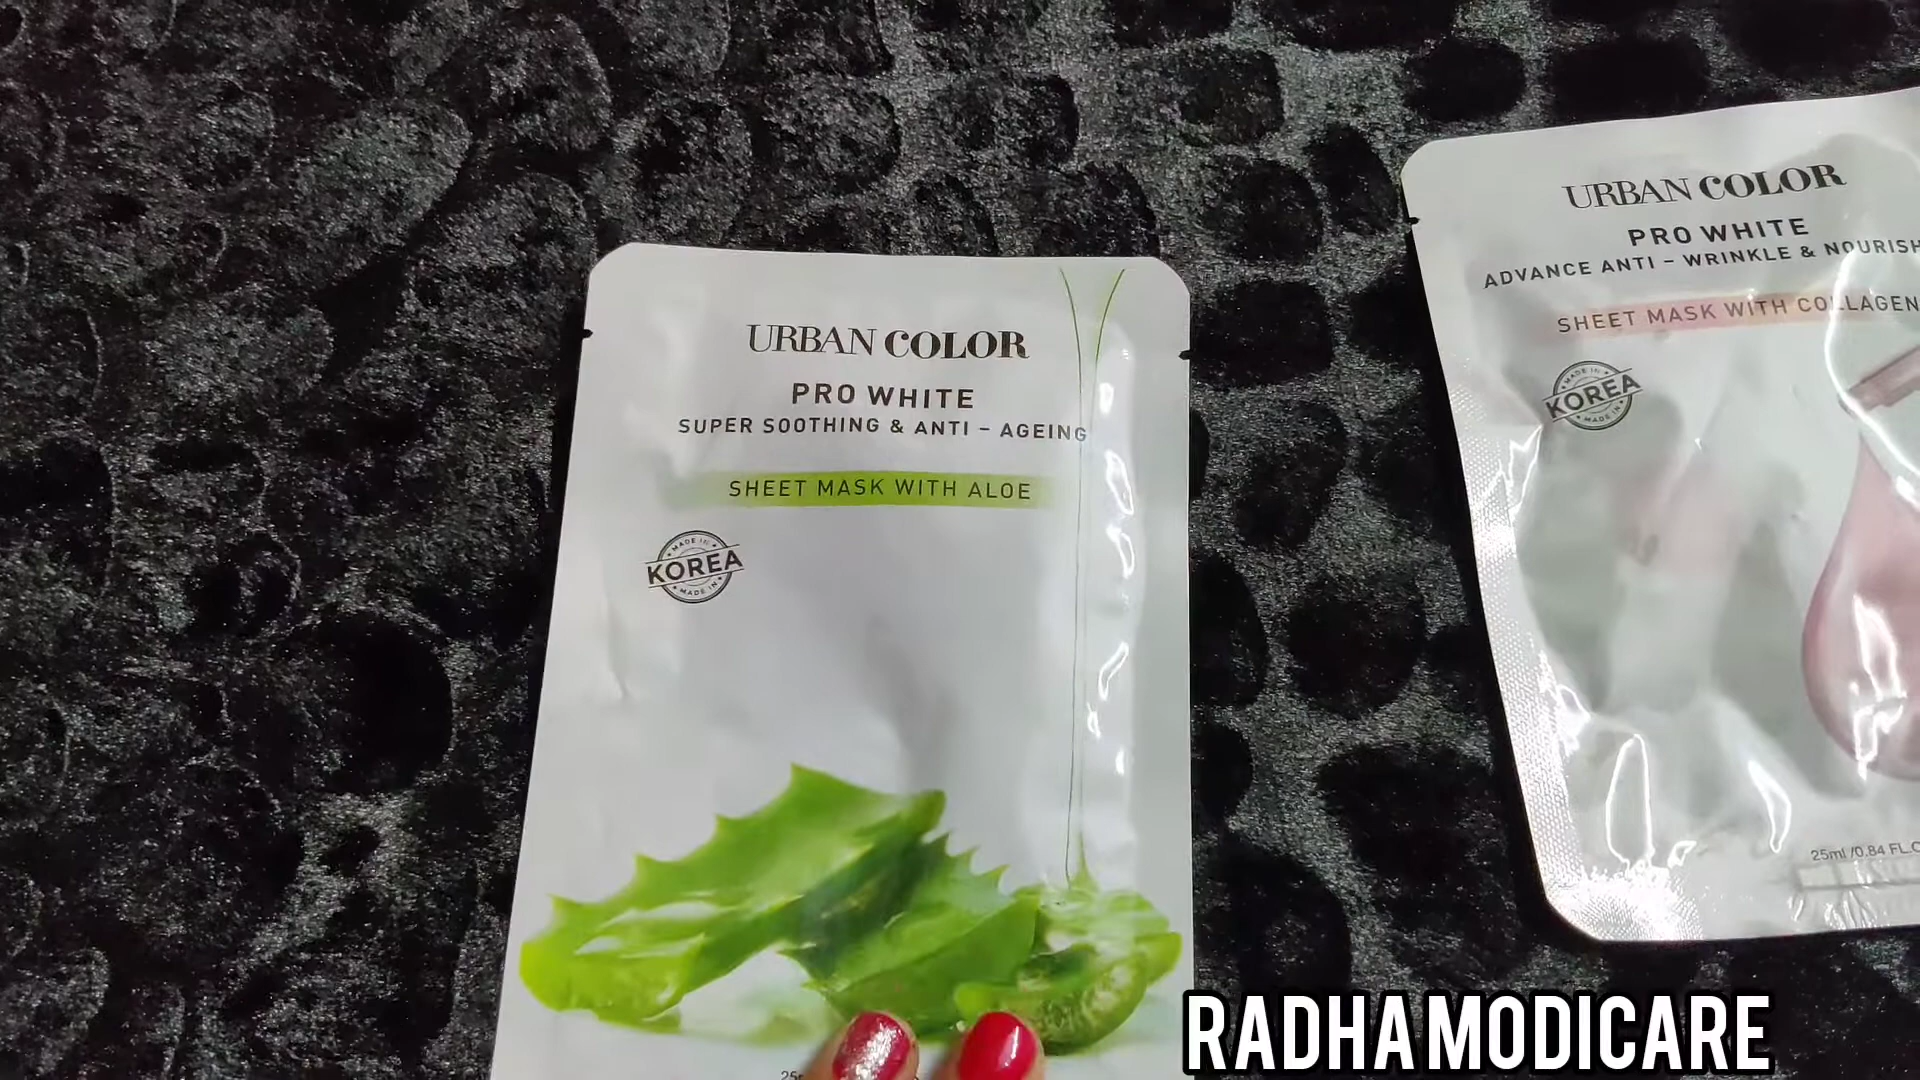 URBAN COLOR
PRO WHITE
SUPER SOOTHING & ANTI - AGEING
SHEET MASK WITH ALOE
MADE IN
KOREA
MADE IN
URBAN COLOR
PRO WHITE
ADVANCE ANTI - WRINKLE & NOURISH
SHEET MASK WITH COLLAGEN
MADE IN
KOREA
MADE IN
25ml /0.84 FL.O
RADHA MODICARE